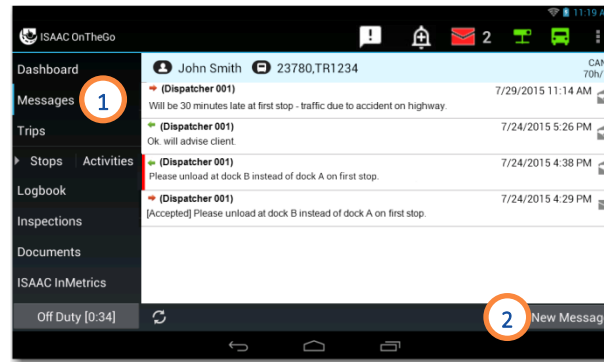 11:19 A
ISAAC OnTheGo
2
Dashboard
John Smith 23780,TR1234
CAN
70h/
Messages
1
(Dispatcher 001) 7/29/2015 11:14 AM
Will be 30 minutes late at first stop - traffic due to accident on highway.
Trips
(Dispatcher 001) 7/24/2015 5:26 PM
Ok. will advise client.
Stops Activities
(Dispatcher 001) 7/24/2015 4:38 PM
Please unload at dock B instead of dock A on first stop.
Logbook
(Dispatcher 001) 7/24/2015 4:29 PM
[Accepted] Please unload at dock B instead of dock A on first stop.
Inspections
Documents
ISAAC InMetrics
Off Duty [0:34]
2
New Messag